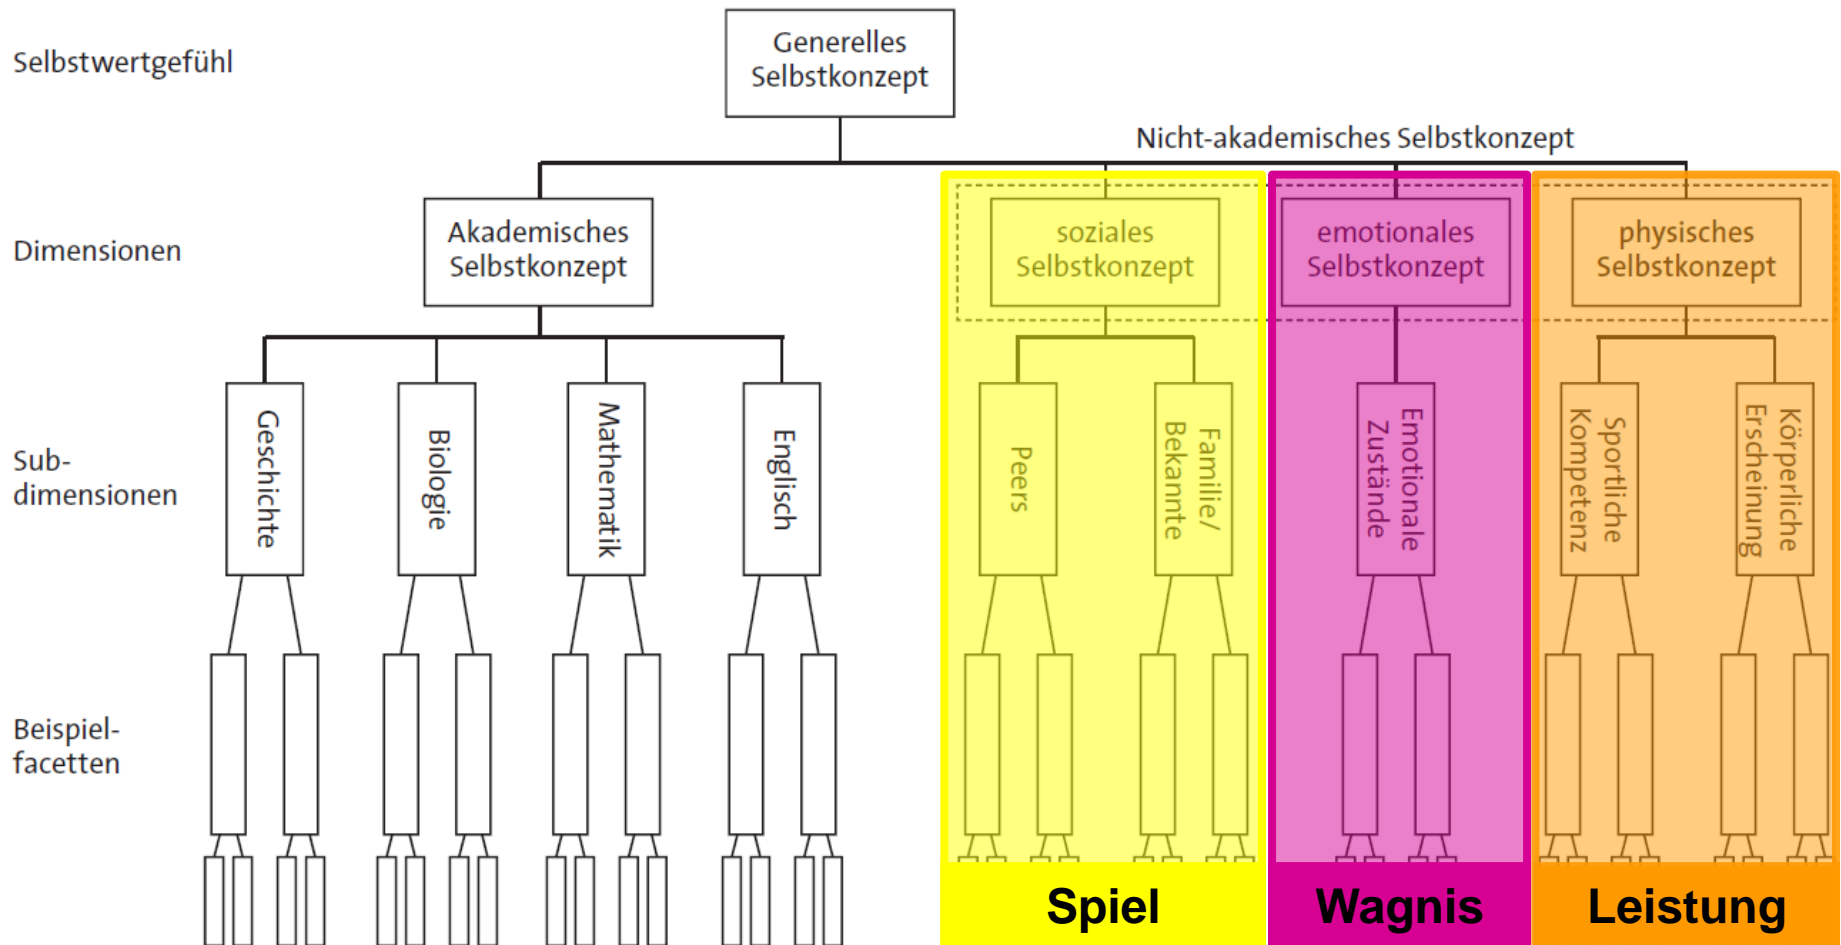 Selbstwertgefühl
Generelles
Selbstkonzept
Nicht-akademisches Selbstkonzept
Dimensionen
Akademisches
Selbstkonzept
soziales
Selbstkonzept
emotionales
Selbstkonzept
physisches
Selbstkonzept
Sub-
dimensionen
Geschichte
Biologie
Mathematik
Englisch
Peers
Familie/
Bekannte
Emotionale
Zustände
Sportliche
Kompetenz
Körperliche
Erscheinung
Beispiel-
facetten
Spiel
Wagnis
Leistung